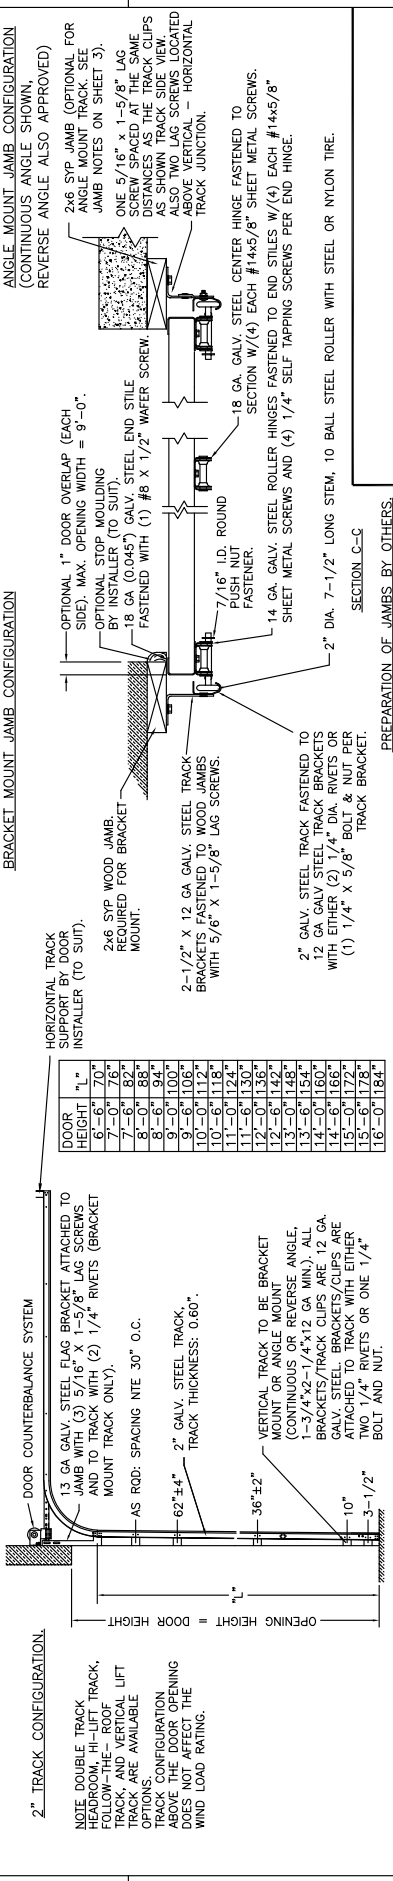 2" TRACK CONFIGURATION.
NOTE DOUBLE TRACK
HEADROOM, HI-LIFT TRACK,
FOLLOW-THE- ROOF
TRACK, AND VERTICAL LIFT
TRACK ARE AVAILABLE
OPTIONS.
TRACK CONFIGURATION
ABOVE THE DOOR OPENING
DOES NOT AFFECT THE
WIND LOAD RATING.
OPENING HEIGHT = DOOR HEIGHT
"L"
DOOR COUNTERBALANCE SYSTEM
13 GA GALV. STEEL FLAG BRACKET ATTACHED TO
JAMB WITH (3) 5/16" X 1-5/8" LAG SCREWS
AND TO TRACK WITH (2) 1/4" RIVETS (BRACKET
MOUNT TRACK ONLY).
AS RQD: SPACING NTE 30" O.C.
62"±4"
2" GALV. STEEL TRACK,
TRACK THICKNESS: 0.60".
36"±2"
VERTICAL TRACK TO BE BRACKET
MOUNT OR ANGLE MOUNT
(CONTINUOUS OR REVERSE ANGLE,
1-3/4"x2-1/4"x12 GA MIN.). ALL
BRACKETS/TRACK CLIPS ARE 12 GA.
GALV. STEEL. BRACKETS/CLIPS ARE
ATTACHED TO TRACK WITH EITHER
TWO 1/4" RIVETS OR ONE 1/4"
BOLT AND NUT.
10"
3-1/2"
HORIZONTAL TRACK
SUPPORT BY DOOR
INSTALLER (TO SUIT).
DOOR
HEIGHT "L"
6'-6" 70"
7'-0" 76"
7'-6" 82"
8'-0" 88"
8'-6" 94"
9'-0" 100"
9'-6" 106"
10'-0" 112"
10'-6" 118"
11'-0" 124"
11'-6" 130"
12'-0" 136"
12'-6" 142"
13'-0" 148"
13'-6" 154"
14'-0" 160"
14'-6" 166"
15'-0" 172"
15'-6" 178"
16'-0" 184"
BRACKET MOUNT JAMB CONFIGURATION
OPTIONAL 1" DOOR OVERLAP (EACH
SIDE). MAX. OPENING WIDTH = 9'-0".
OPTIONAL STOP MOULDING
BY INSTALLER (TO SUIT).
18 GA (0.045") GALV. STEEL END STILE
FASTENED WITH (1) #8 X 1/2" WAFER SCREW.
2x6 SYP WOOD JAMB.
REQUIRED FOR BRACKET
MOUNT.
2-1/2" X 12 GA GALV. STEEL TRACK
BRACKETS FASTENED TO WOOD JAMBS
WITH 5/6" X 1-5/8" LAG SCREWS.
2" GALV. STEEL TRACK FASTENED TO
12 GA GALV STEEL TRACK BRACKETS
WITH EITHER (2) 1/4" DIA. RIVETS OR
(1) 1/4" X 5/8" BOLT & NUT PER
TRACK BRACKET.
7/16" I.D. ROUND
PUSH NUT
FASTENER.
18 GA. GALV. STEEL CENTER HINGE FASTENED TO
SECTION W/(4) EACH #14x5/8" SHEET METAL SCREWS.
14 GA. GALV. STEEL ROLLER HINGES FASTENED TO END STILES W/(4) EACH #14x5/8"
SHEET METAL SCREWS AND (4) 1/4" SELF TAPPING SCREWS PER END HINGE.
2" DIA. 7-1/2" LONG STEM, 10 BALL STEEL ROLLER WITH STEEL OR NYLON TIRE.
SECTION C-C
PREPARATION OF JAMBS BY OTHERS.
ANGLE MOUNT JAMB CONFIGURATION
(CONTINUOUS ANGLE SHOWN,
REVERSE ANGLE ALSO APPROVED)
2x6 SYP JAMB (OPTIONAL FOR
ANGLE MOUNT TRACK. SEE
JAMB NOTES ON SHEET 3).
ONE 5/16" x 1-5/8" LAG
SCREW SPACED AT THE SAME
DISTANCES AS THE TRACK CLIPS
AS SHOWN TRACK SIDE VIEW.
ALSO TWO LAG SCREWS LOCATED
ABOVE VERTICAL - HORIZONTAL
TRACK JUNCTION.